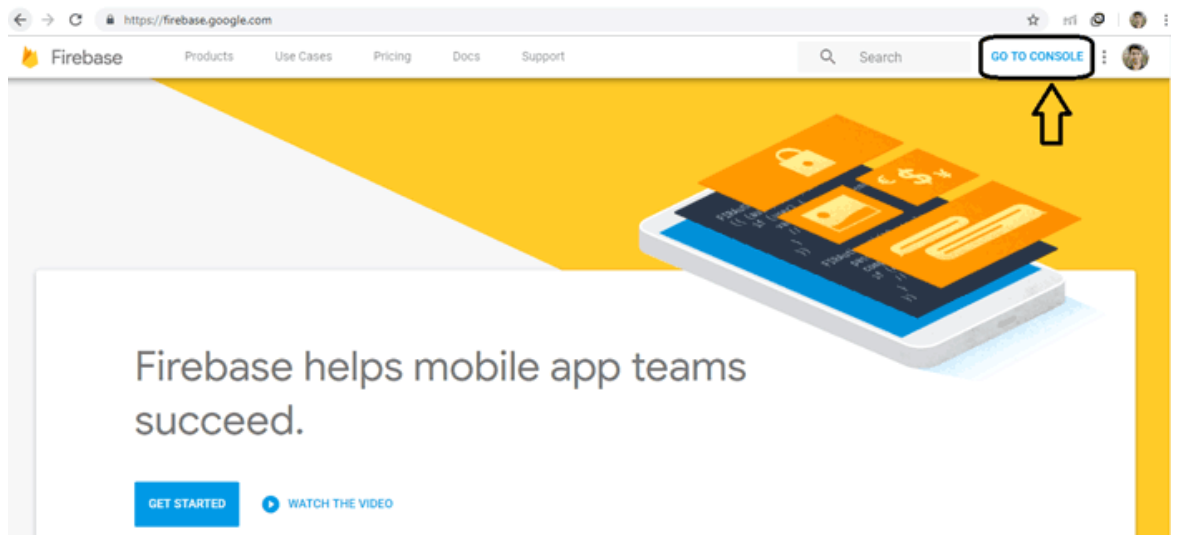 https://firebase.google.com
Firebase Products Use Cases Pricing Docs Support Search GO TO CONSOLE
Firebase helps mobile app teams
succeed.
GET STARTED WATCH THE VIDEO